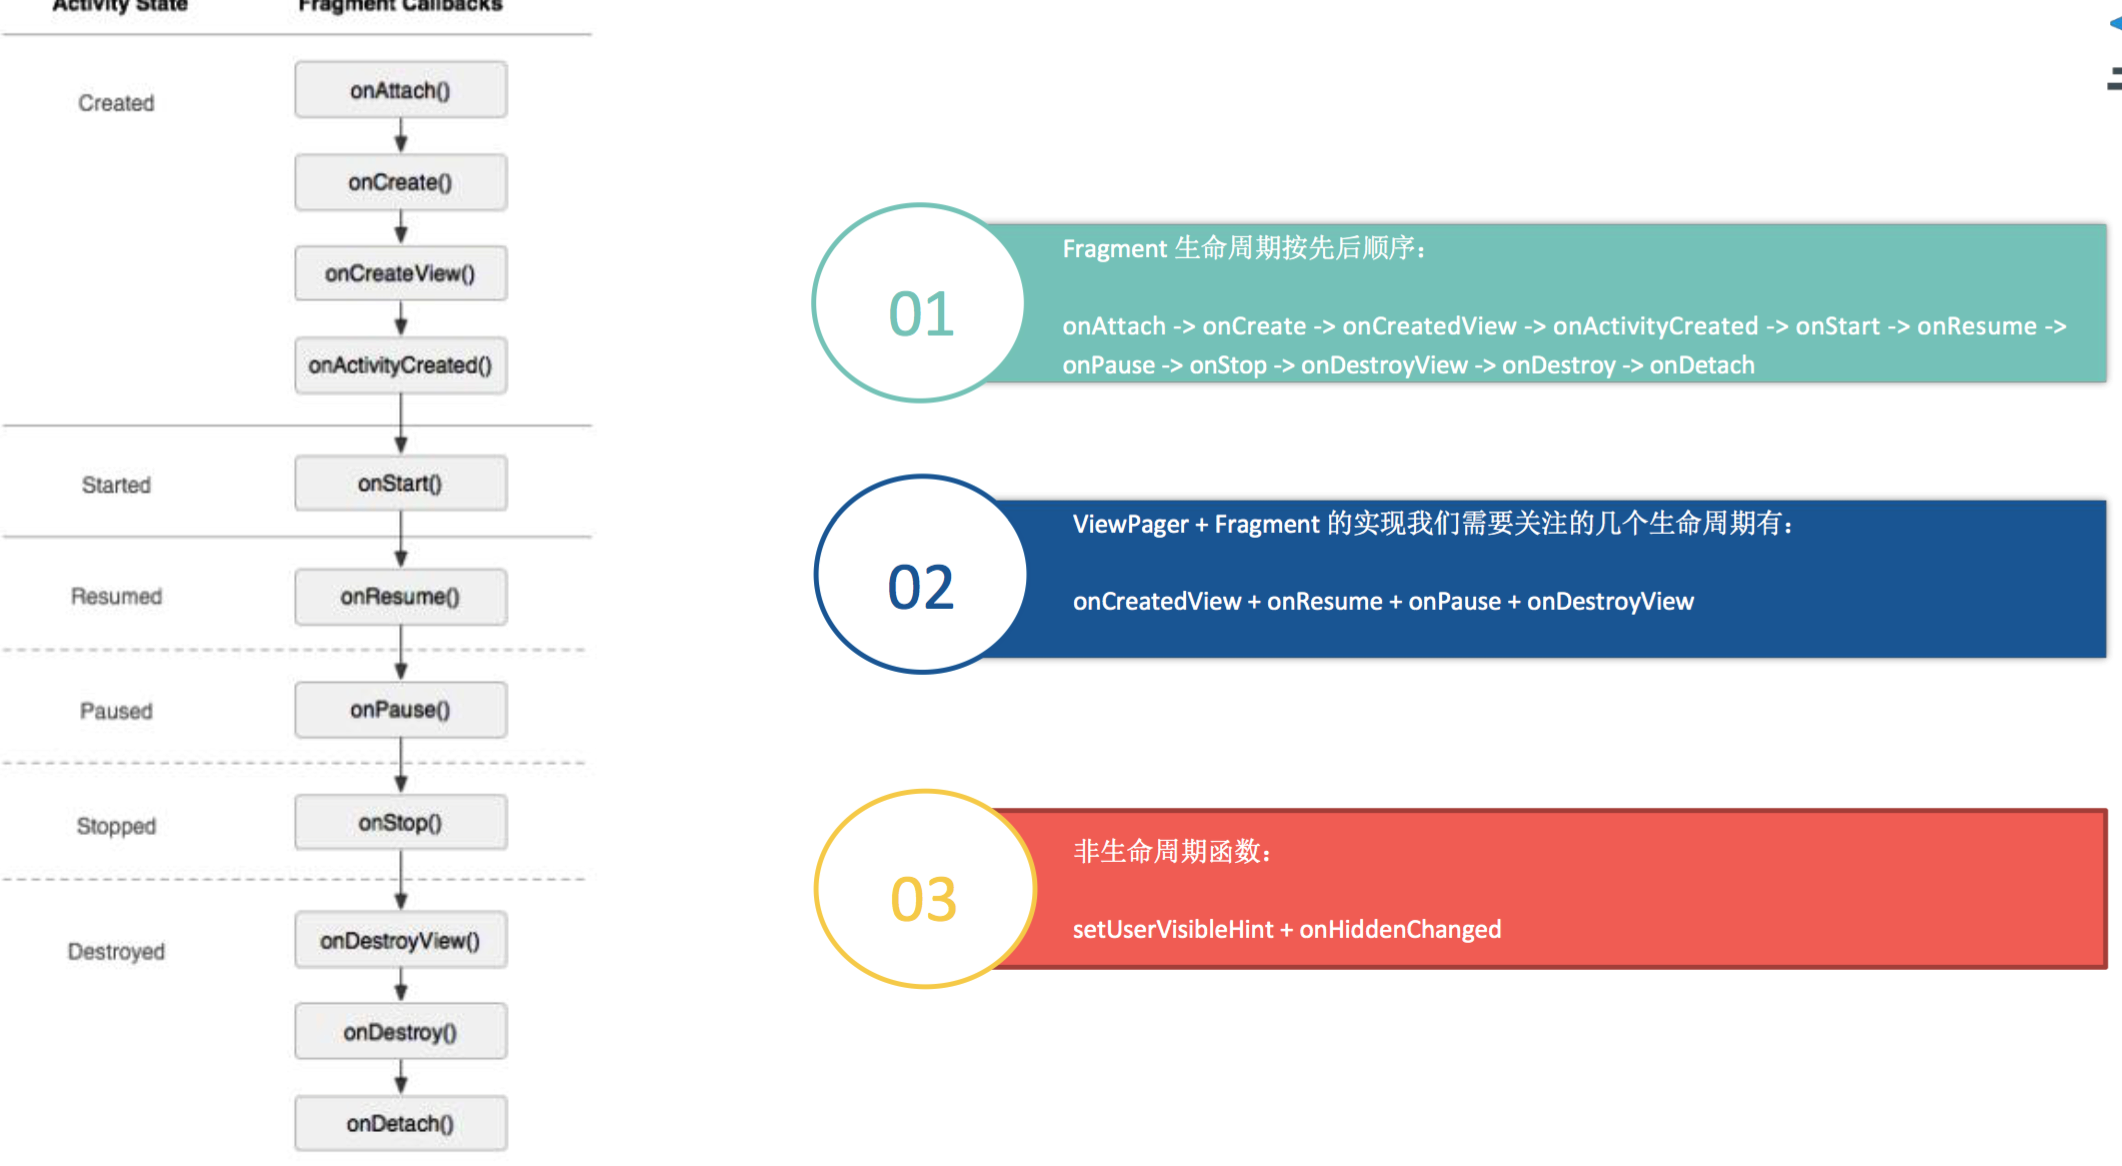 Activity State
Fragment Callbacks
Created
onAttach()
onCreate()
onCreateView()
onActivityCreated()
Started
onStart()
Resumed
onResume()
Paused
onPause()
Stopped
onStop()
Destroyed
onDestroyView()
onDestroy()
onDetach()
01
Fragment 生命周期按先后顺序：
onAttach -> onCreate -> onCreatedView -> onActivityCreated -> onStart -> onResume ->
onPause -> onStop -> onDestroyView -> onDestroy -> onDetach
02
ViewPager + Fragment 的实现我们需要关注的几个生命周期有：
onCreatedView + onResume + onPause + onDestroyView
03
非生命周期函数：
setUserVisibleHint + onHiddenChanged